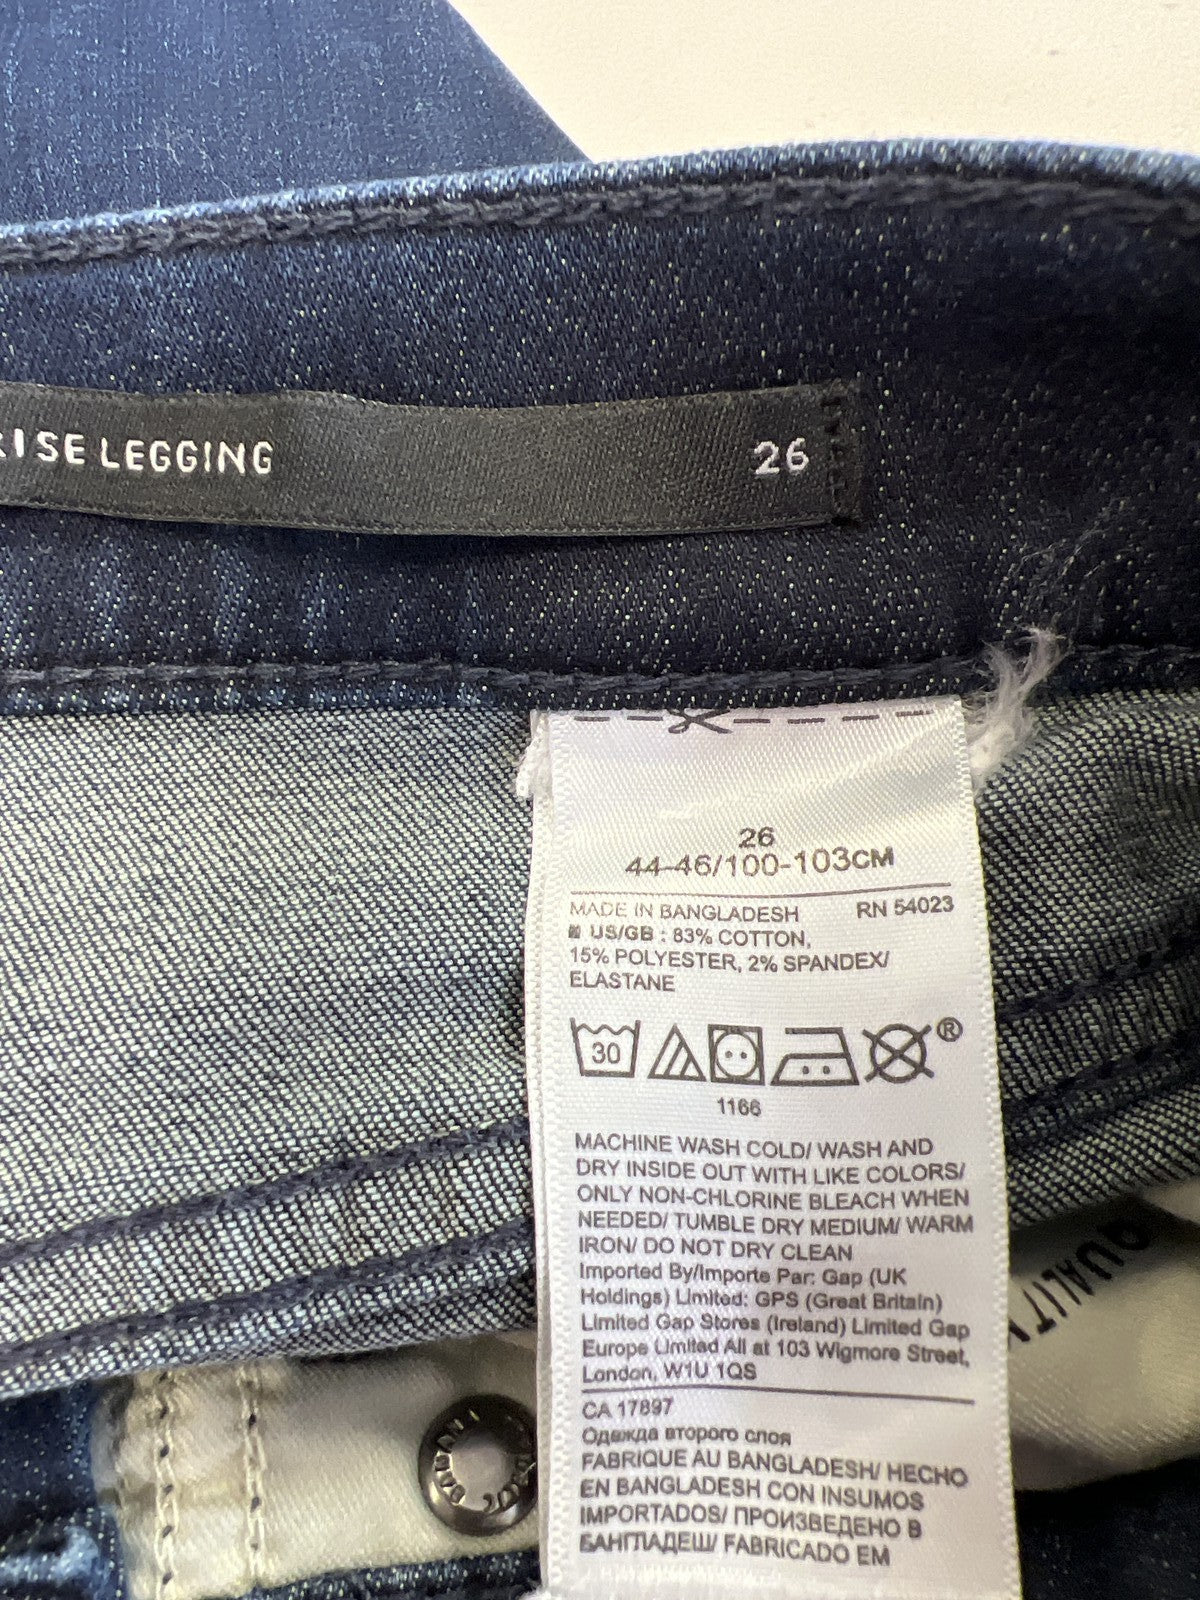 RISE LEGGING 26
26
44-46/100-103CM
MADE IN BANGLADESH RN 54023
US/GB : 83% COTTON,
15% POLYESTER, 2% SPANDEX/
ELASTANE
30 ®
1166
MACHINE WASH COLD/ WASH AND
DRY INSIDE OUT WITH LIKE COLORS/
ONLY NON-CHLORINE BLEACH WHEN
NEEDED/ TUMBLE DRY MEDIUM/ WARM
IRON/ DO NOT DRY CLEAN
Imported By/Importe Par: Gap (UK
Holdings) Limited: GPS (Great Britain)
Limited Gap Stores (Ireland) Limited Gap
Europe Limited All at 103 Wigmore Street,
London, W1U 1QS
CA 17897
Одежда второго слоя
FABRIQUE AU BANGLADESH/ HECHO
EN BANGLADESH CON INSUMOS
IMPORTADOS/ ПРОИЗВЕДЕНО В
БАНГЛАДЕШ/ FABRICADO EM
QUALITY